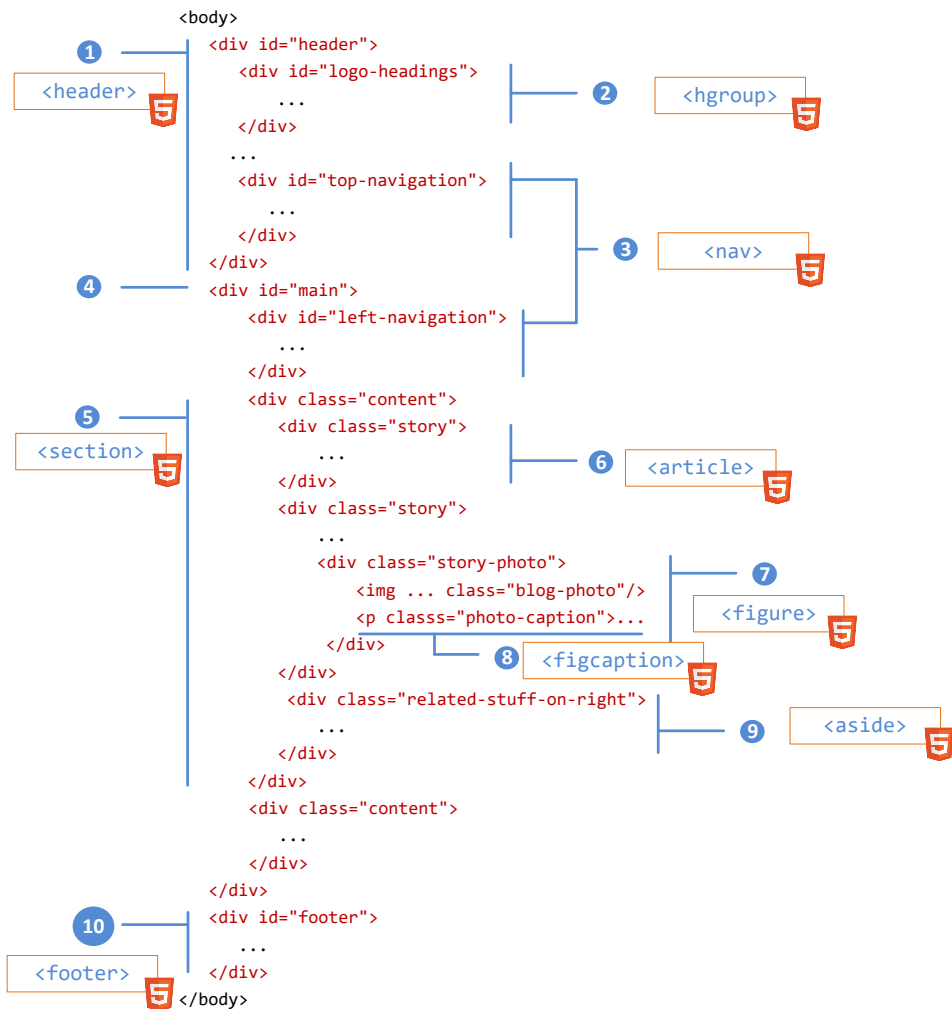 <body>
1
<div id="header">
<header>
<div id="logo-headings">
...
2
<hgroup>
</div>
...
<div id="top-navigation">
...
</div>
3
<nav>
</div>
4
<div id="main">
<div id="left-navigation">
...
</div>
<div class="content">
5
<section>
<div class="story">
...
6
<article>
</div>
<div class="story">
...
<div class="story-photo">
7
<img ... class="blog-photo"/>
<figure>
<p classs="photo-caption">...
</div>
8
<figcaption>
</div>
<div class="related-stuff-on-right">
...
9
<aside>
</div>
</div>
<div class="content">
...
</div>
</div>
<div id="footer">
10
...
<footer>
</div>
</body>